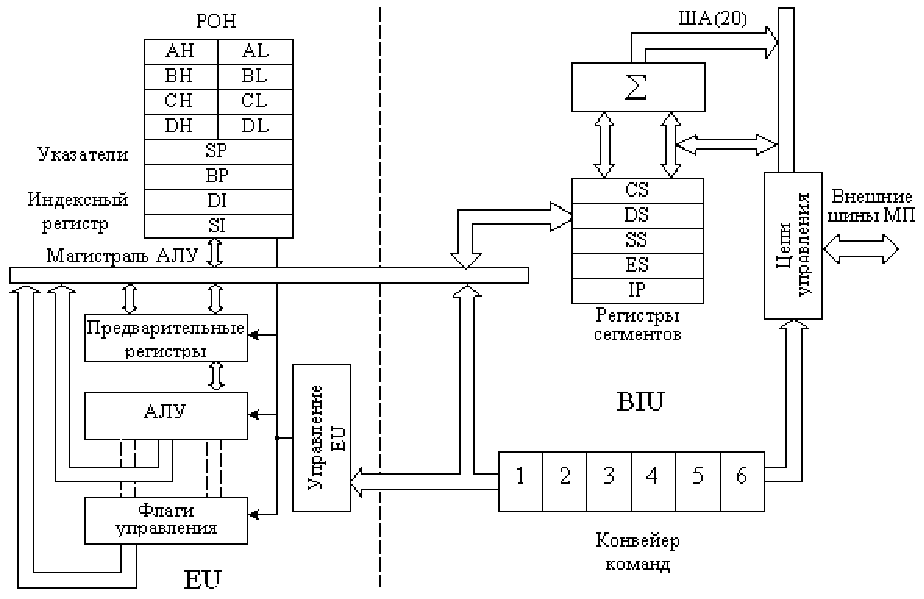 РОН
AH AL
BH BL
CH CL
DH DL
SP
BP
DI
SI
Указатели
Индексный
регистр
Магистраль АЛУ
Предварительные
регистры
АЛУ
Флаги
управления
Управление
EU
EU
ША(20)
Σ
CS
DS
SS
ES
IP
Регистры
сегментов
Цепи
управления
Внешние
шины МП
BIU
1 2 3 4 5 6
Конвейер
команд